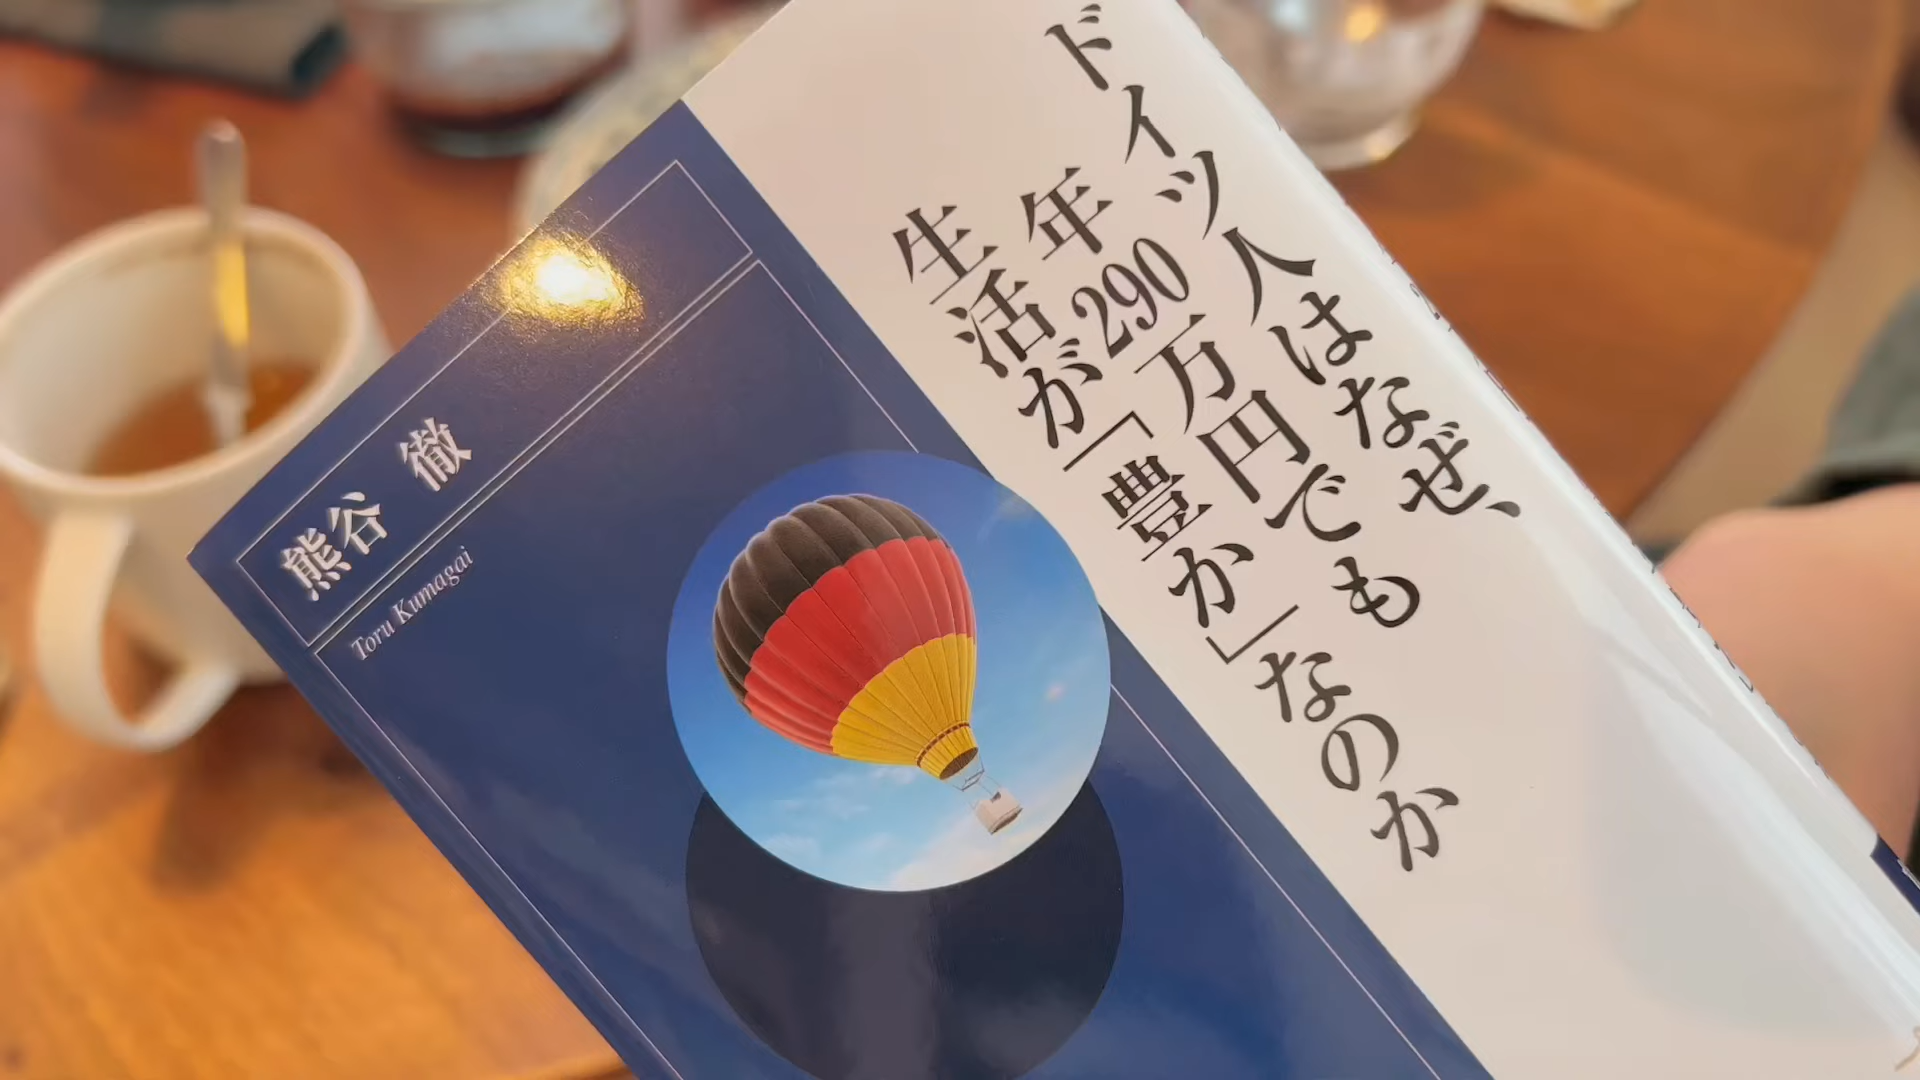 ドイツ人はなぜ、
年290万円でも
生活が「豊か」なのか
熊谷 徹
Toru Kumagai